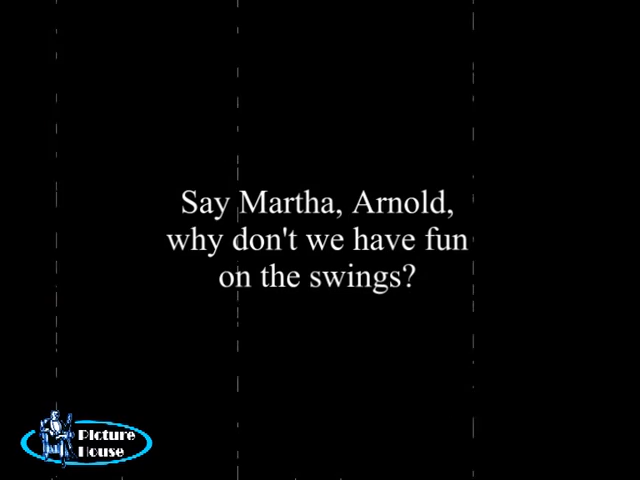 Say Martha, Arnold,
why don't we have fun
on the swings?
Picture
House